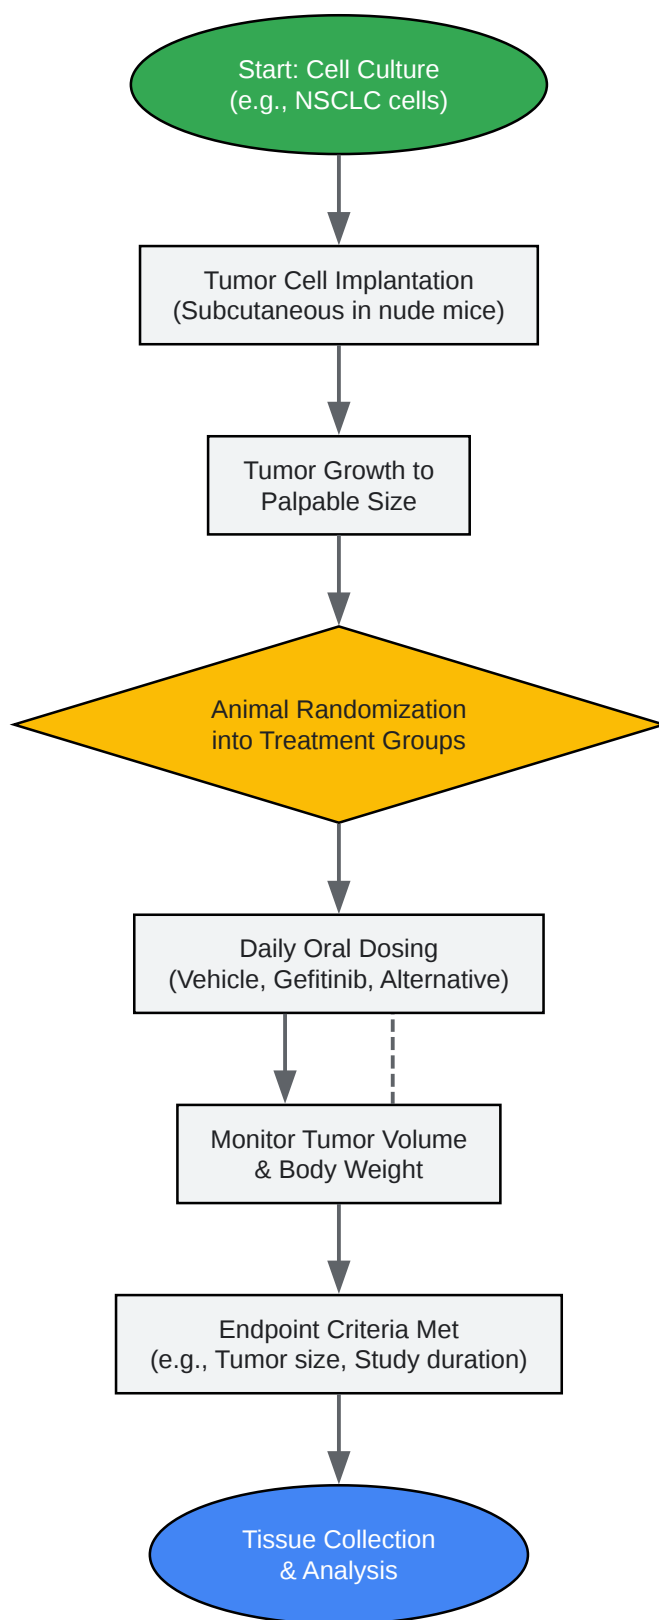 Start: Cell Culture
(e.g., NSCLC cells)
Tumor Cell Implantation
(Subcutaneous in nude mice)
Tumor Growth to
Palpable Size
Animal Randomization
into Treatment Groups
Daily Oral Dosing
(Vehicle, Gefitinib, Alternative)
Monitor Tumor Volume
& Body Weight
Endpoint Criteria Met
(e.g., Tumor size, Study duration)
Tissue Collection
& Analysis